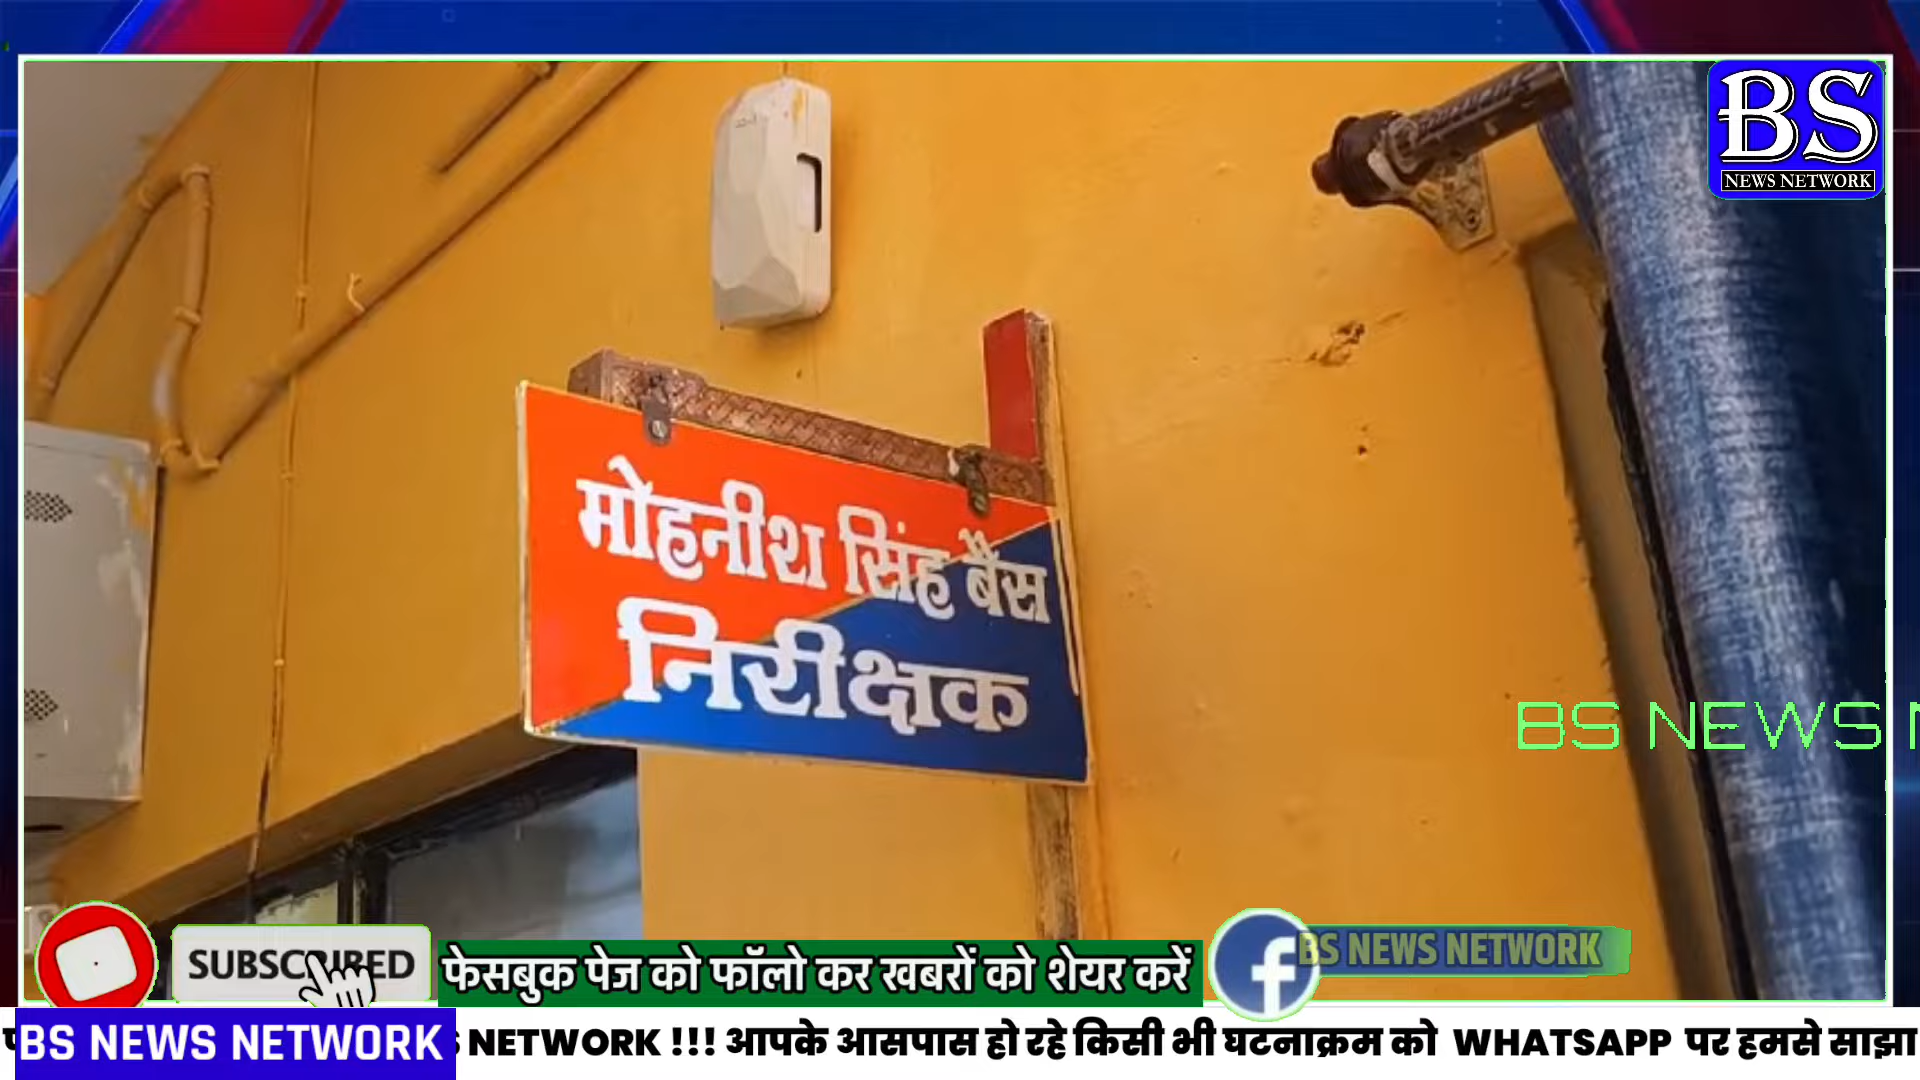 BS
NEWS NETWORK
मोहनीश सिंह बैस
निरीक्षक
BS NEWS
SUBSCRIBED
फेसबुक पेज को फॉलो कर खबरों को शेयर करें
f BS NEWS NETWORK
BS NEWS NETWORK
NETWORK !!! आपके आसपास हो रहे किसी भी घटनाक्रम को WHATSAPP पर हमसे साझा